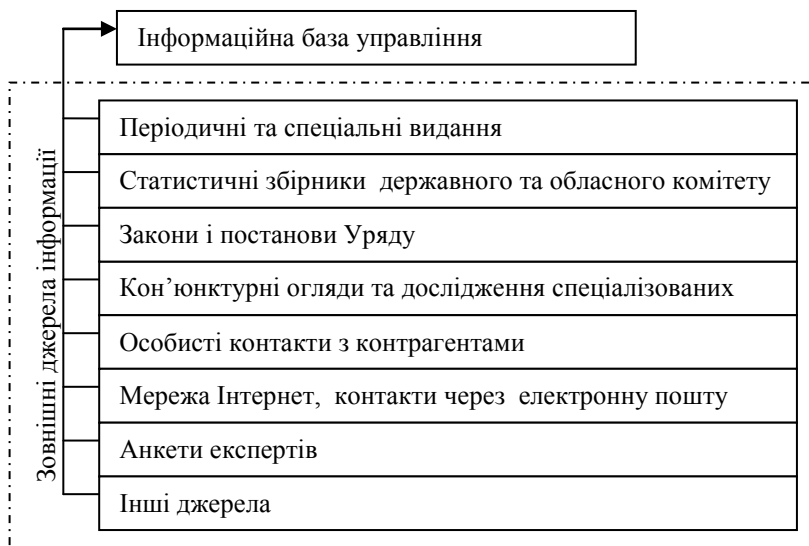 Інформаційна база управління
Зовнішні джерела інформації
Періодичні та спеціальні видання
Статистичні збірники державного та обласного комітету
Закони і постанови Уряду
Кон’юнктурні огляди та дослідження спеціалізованих
Особисті контакти з контрагентами
Мережа Інтернет, контакти через електронну пошту
Анкети експертів
Інші джерела